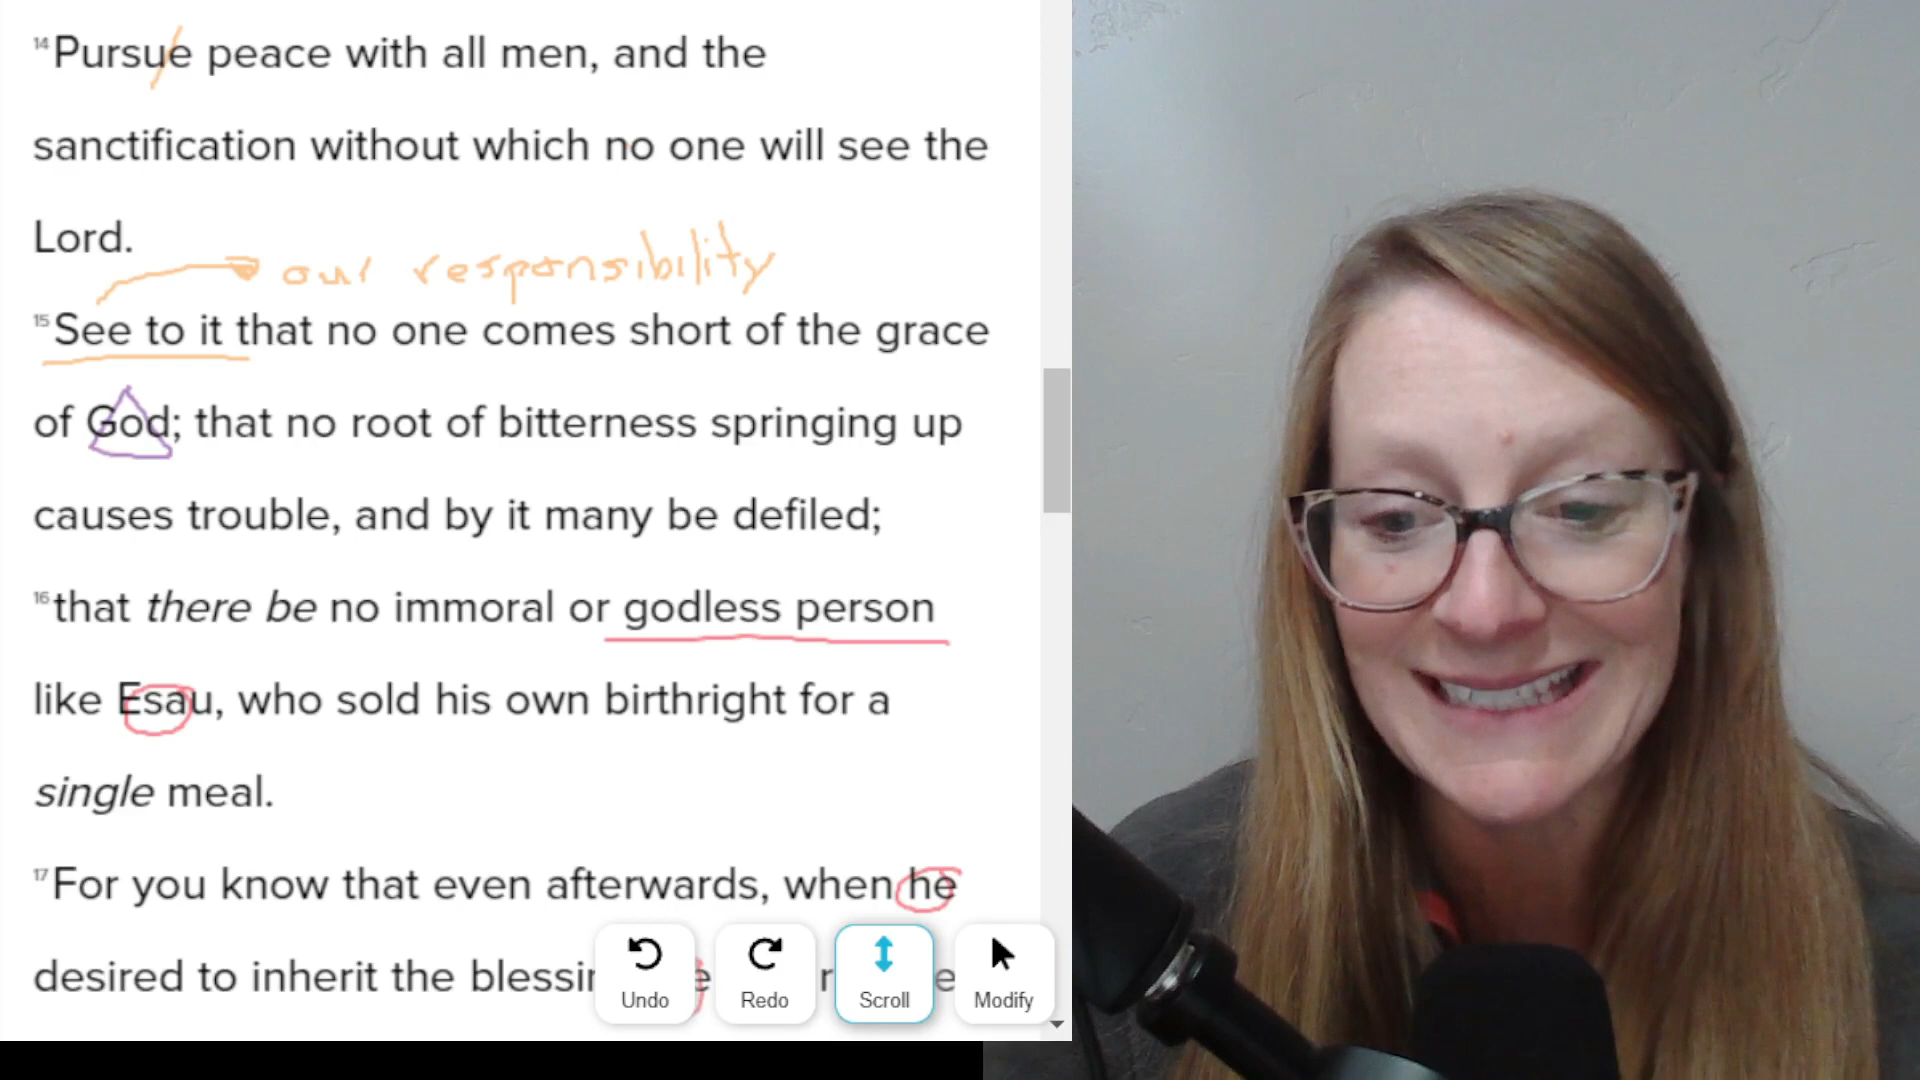 14 Pursue peace with all men, and the
sanctification without which no one will see the
Lord.
our responsibility
15 See to it that no one comes short of the grace
of God; that no root of bitterness springing up
causes trouble, and by it many be defiled;
16 that there be no immoral or godless person
like Esau, who sold his own birthright for a
single meal.
17 For you know that even afterwards, when he
desired to inherit the
Undo
Redo
Scroll
Modify